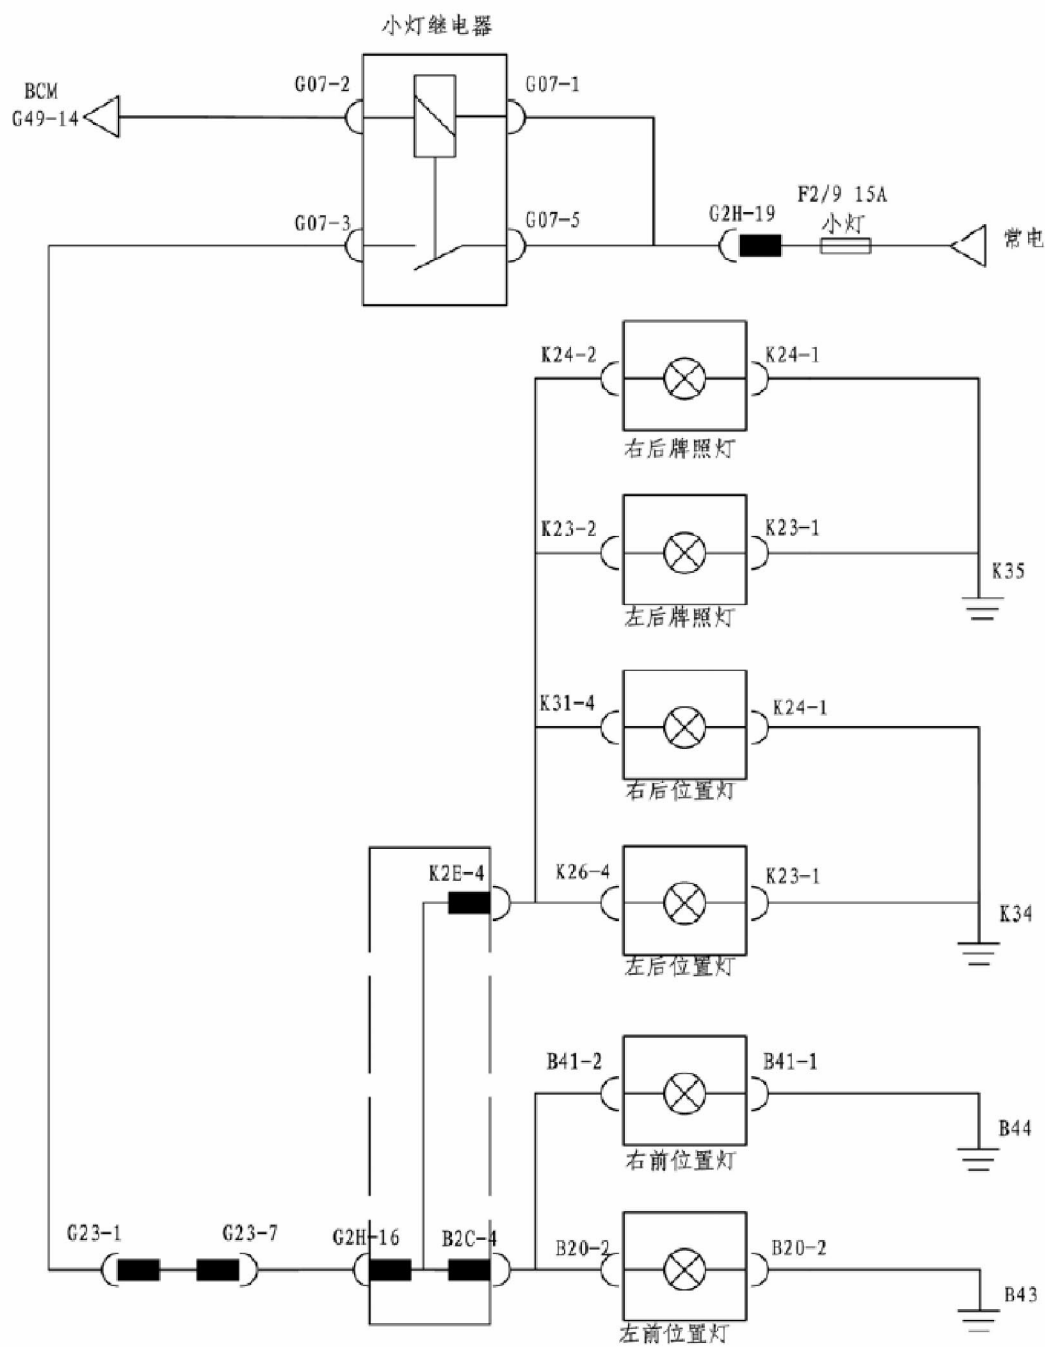 小灯继电器
BCM
G49-14
G07-2
G07-1
G07-3
G07-5
G2H-19
F2/9 15A
小灯
常电
K24-2
K24-1
右后牌照灯
K23-2
K23-1
左后牌照灯
K35
K31-4
K24-1
右后位置灯
K2E-4
K26-4
K23-1
左后位置灯
K34
B41-2
B41-1
右前位置灯
B44
G23-1
G23-7
G2H-16
B2C-4
B20-2
B20-2
左前位置灯
B43